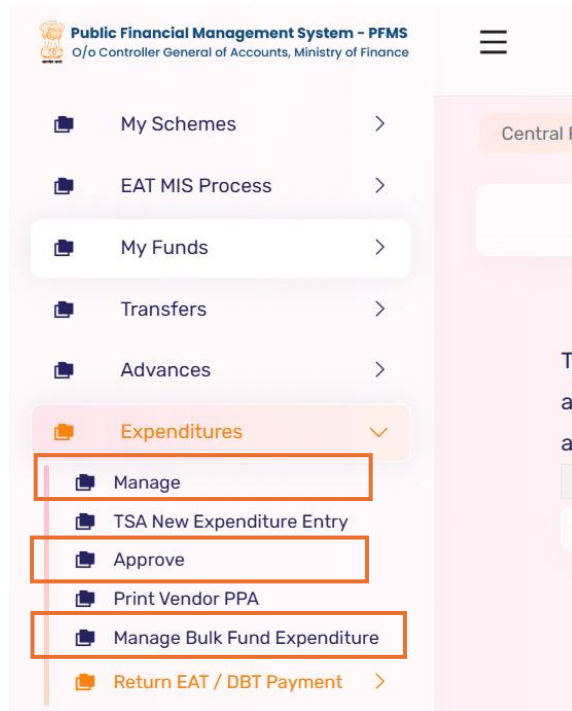 Public Financial Management System - PFMS
O/o Controller General of Accounts, Ministry of Finance
My Schemes
Central
EAT MIS Process
My Funds
Transfers
Advances
Expenditures
Manage
TSA New Expenditure Entry
Approve
Print Vendor PPA
Manage Bulk Fund Expenditure
Return EAT / DBT Payment
T
a
a